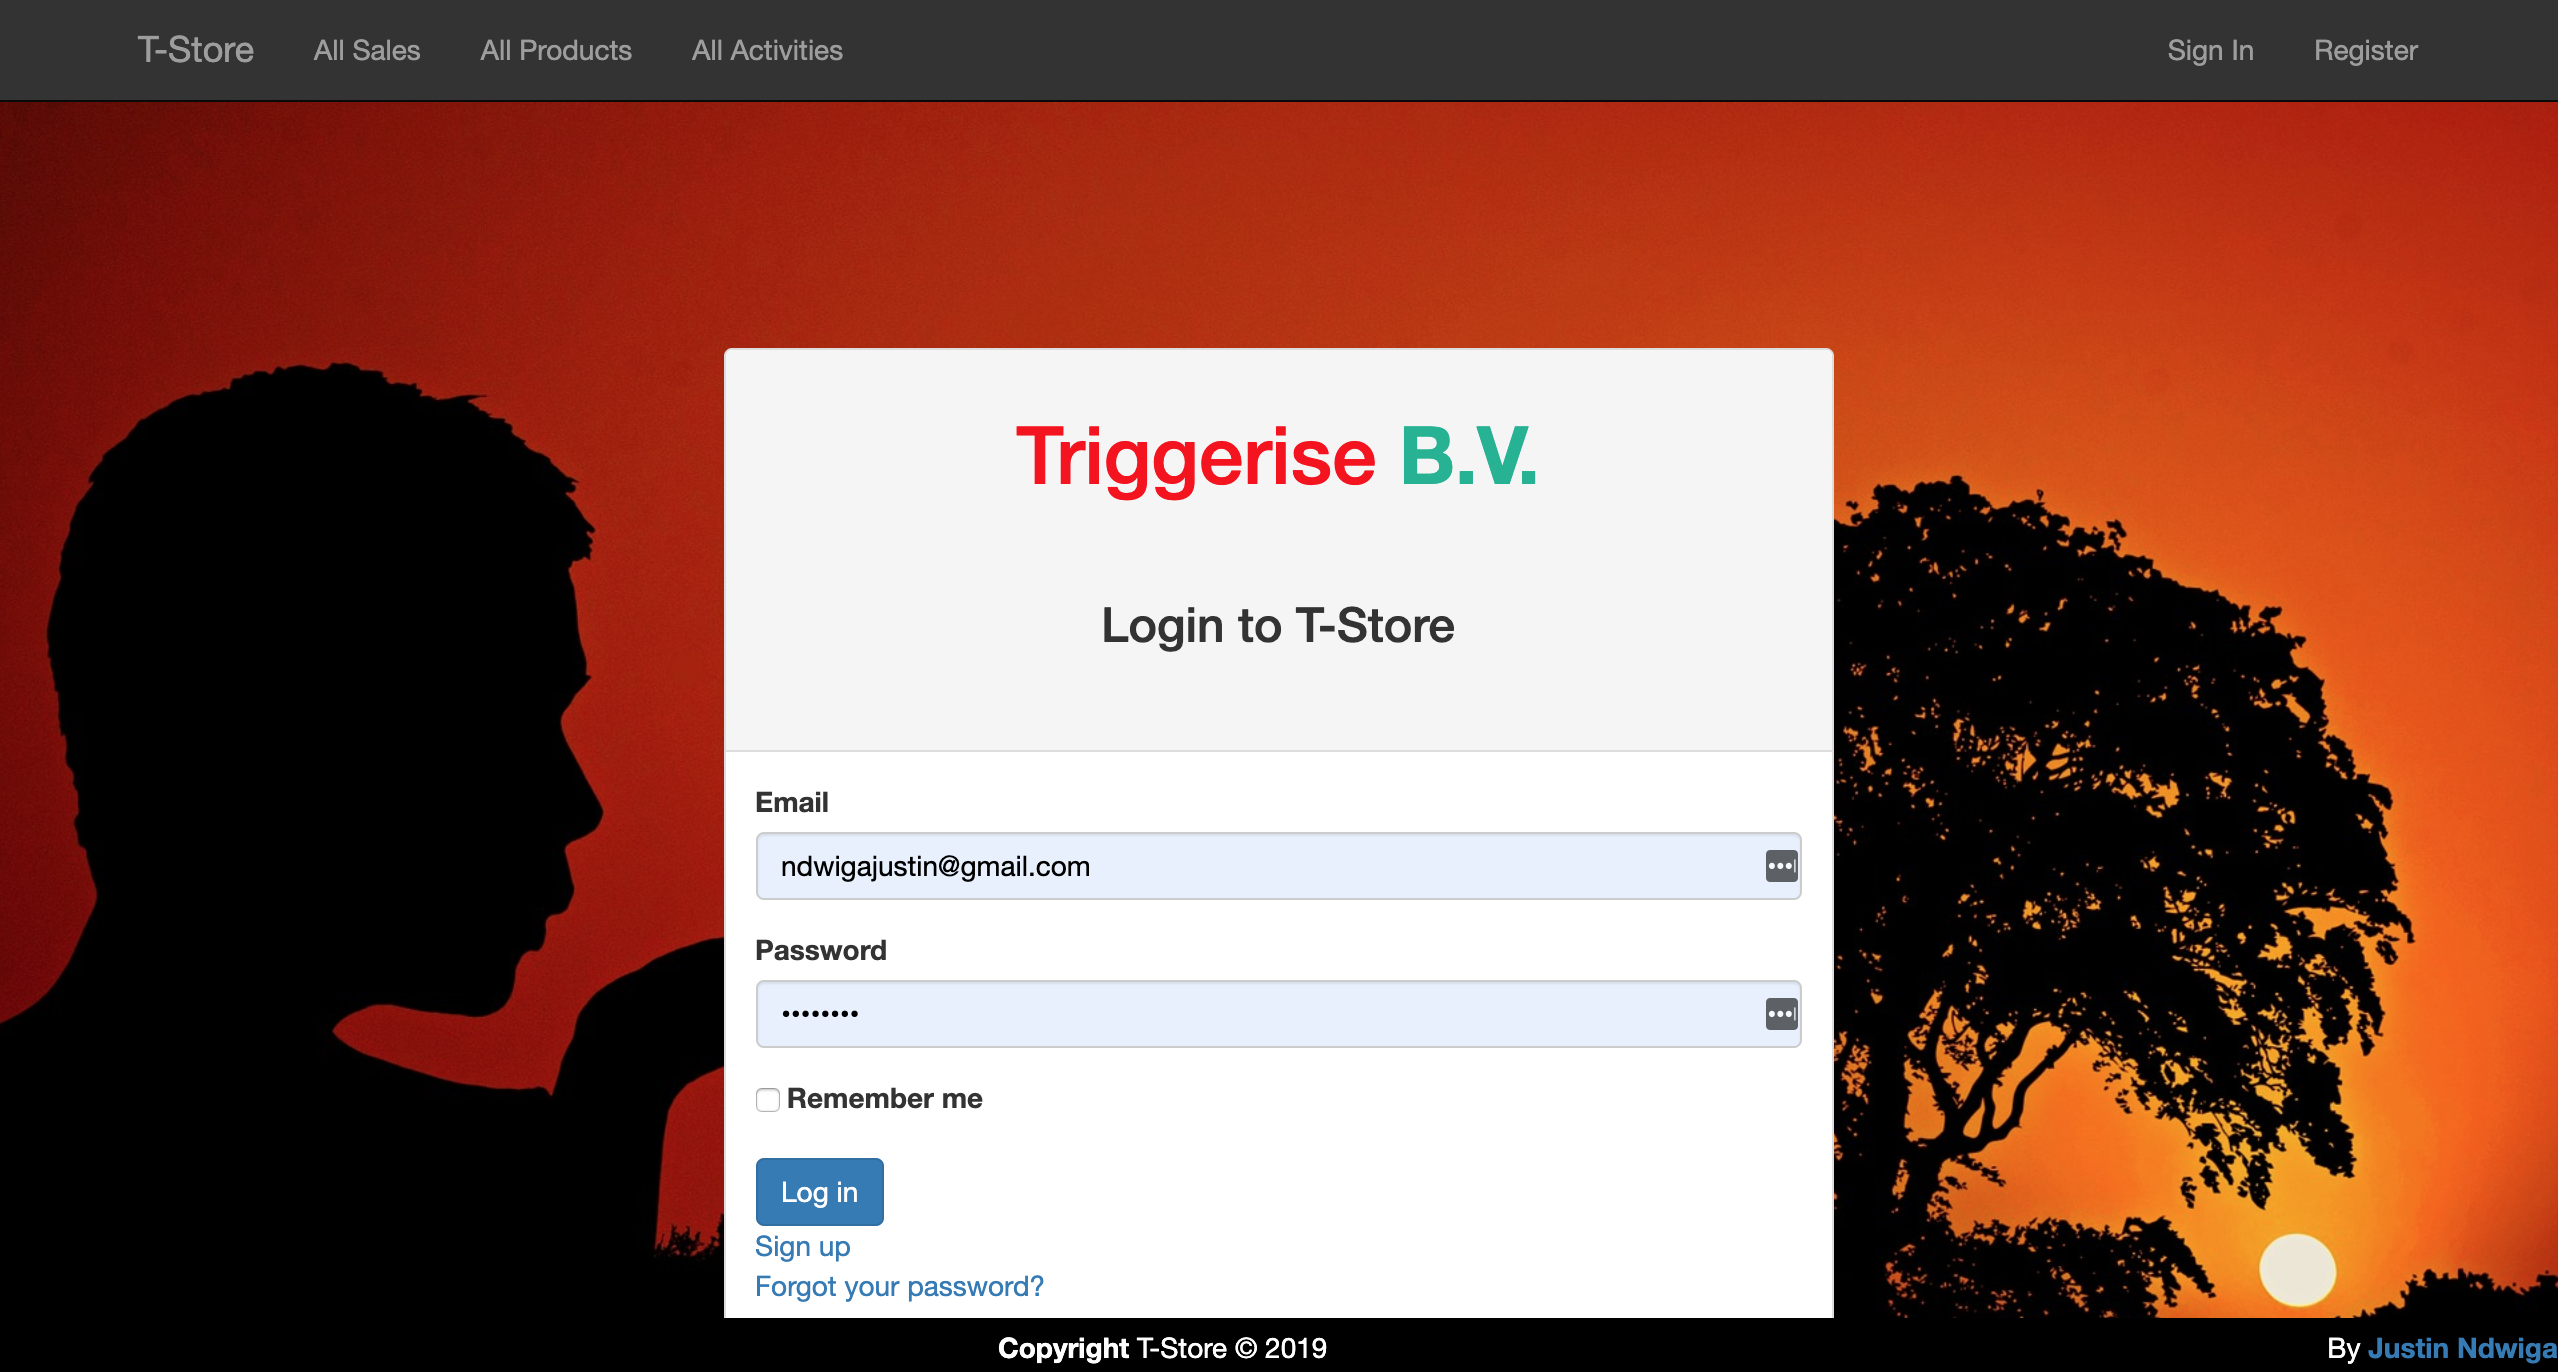 T-Store All Sales All Products All Activities Sign In Register
Triggerise B.V.
Login to T-Store
Email
ndwigajustin@gmail.com
Password
••••••••
Remember me
Log in
Sign up
Forgot your password?
Copyright T-Store © 2019 By Justin Ndwiga